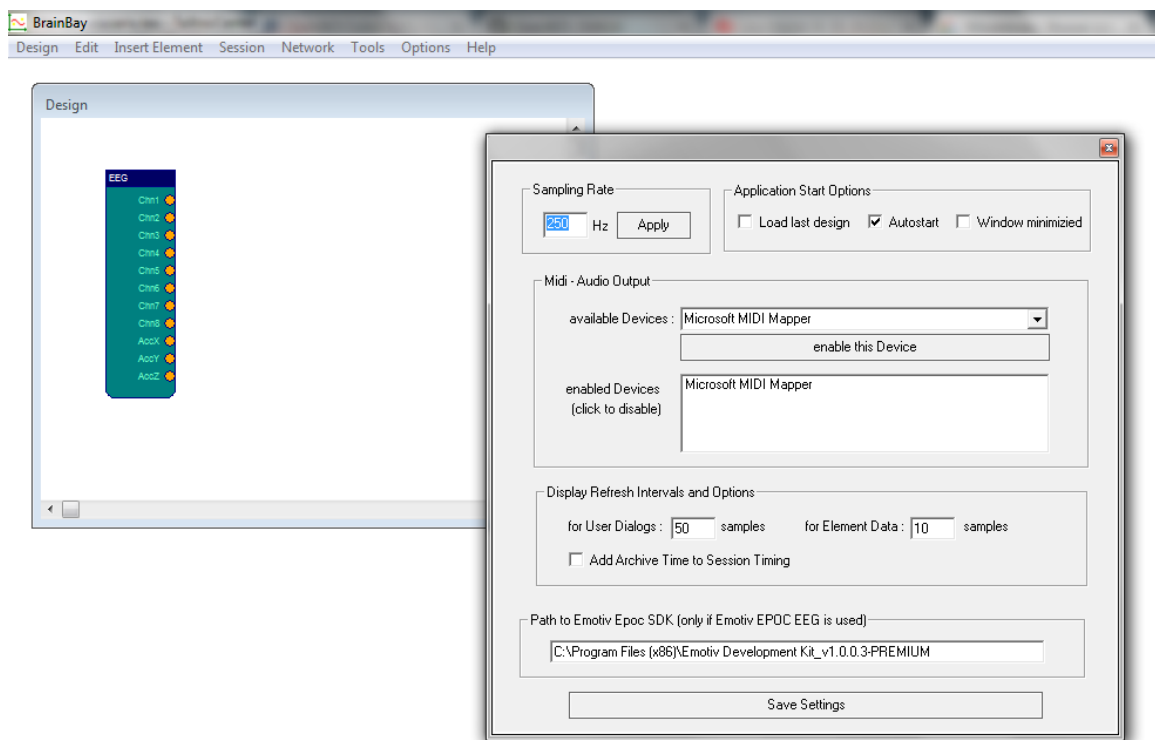 BrainBay
Design Edit Insert Element Session Network Tools Options Help
Design
EEG
Chn1
Chn2
Chn3
Chn4
Chn5
Chn6
Chn7
Chn8
AccX
AccY
AccZ
Sampling Rate
250 Hz Apply
Application Start Options
Load last design Autostart Window minimizied
Midi - Audio Output
available Devices : Microsoft MIDI Mapper
enable this Device
enabled Devices Microsoft MIDI Mapper
(click to disable)
Display Refresh Intervals and Options
for User Dialogs : 50 samples for Element Data : 10 samples
Add Archive Time to Session Timing
Path to Emotiv Epoc SDK (only if Emotiv EPOC EEG is used)
C:\Program Files (x86)\Emotiv Development Kit_v1.0.0.3-PREMIUM
Save Settings